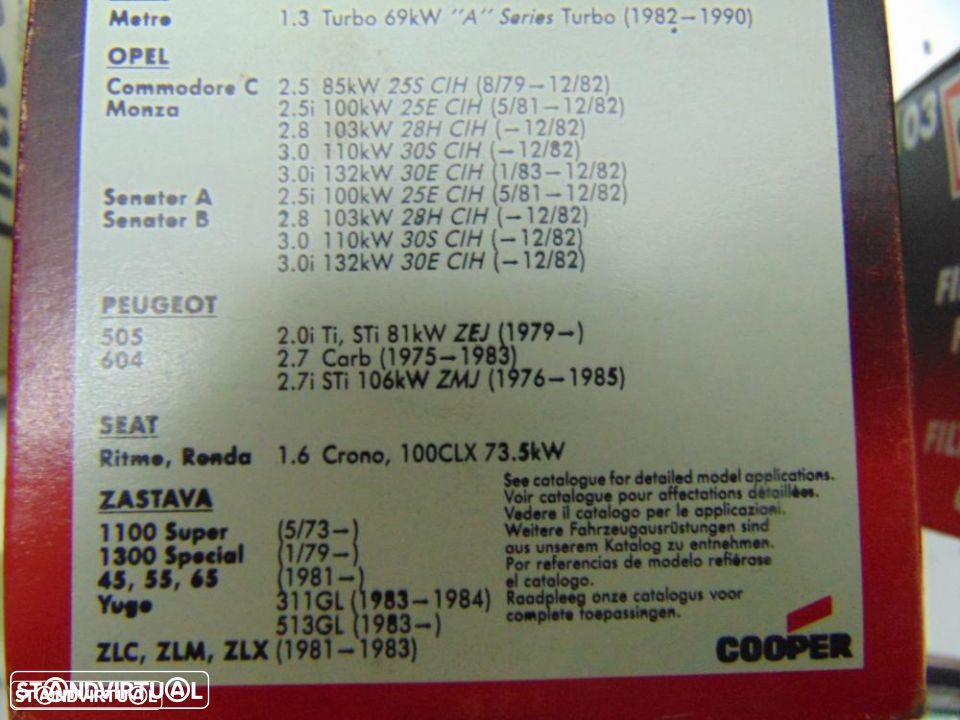 Metro 1.3 Turbo 69kW "A" Series Turbo (1982–1990)
OPEL
Commodore C 2.5 85kW 25S CIH (8/79–12/82)
Monza 2.5i 100kW 25E CIH (5/81–12/82)
2.8 103kW 28H CIH (–12/82)
3.0 110kW 30S CIH (–12/82)
3.0i 132kW 30E CIH (1/83–12/82)
Senator A 2.5i 100kW 25E CIH (5/81–12/82)
Senator B 2.8 103kW 28H CIH (–12/82)
3.0 110kW 30S CIH (–12/82)
3.0i 132kW 30E CIH (–12/82)
PEUGEOT
505 2.0i Ti, STi 81kW ZEJ (1979–)
604 2.7 Carb (1975–1983)
2.7i STi 106kW ZMJ (1976–1985)
SEAT
Ritmo, Ronda 1.6 Crono, 100CLX 73.5kW
ZASTAVA
1100 Super (5/73–)
1300 Special (1/79–)
45, 55, 65 (1981–)
Yugo 311GL (1983–1984)
513GL (1983–)
ZLC, ZLM, ZLX (1981–1983)
See catalogue for detailed model applications.
Voir catalogue pour affectations détaillées.
Vedere il catalogo per le applicazioni.
Weitere Fahrzeugausrüstungen sind
aus unserem Katalog zu entnehmen.
Por referencias de modelo refiérase
el catalogo.
Raadpleeg onze catalogus voor
complete toepassingen.
COOPER
03
STANDVIRTUAL
STANDVIRTUAL